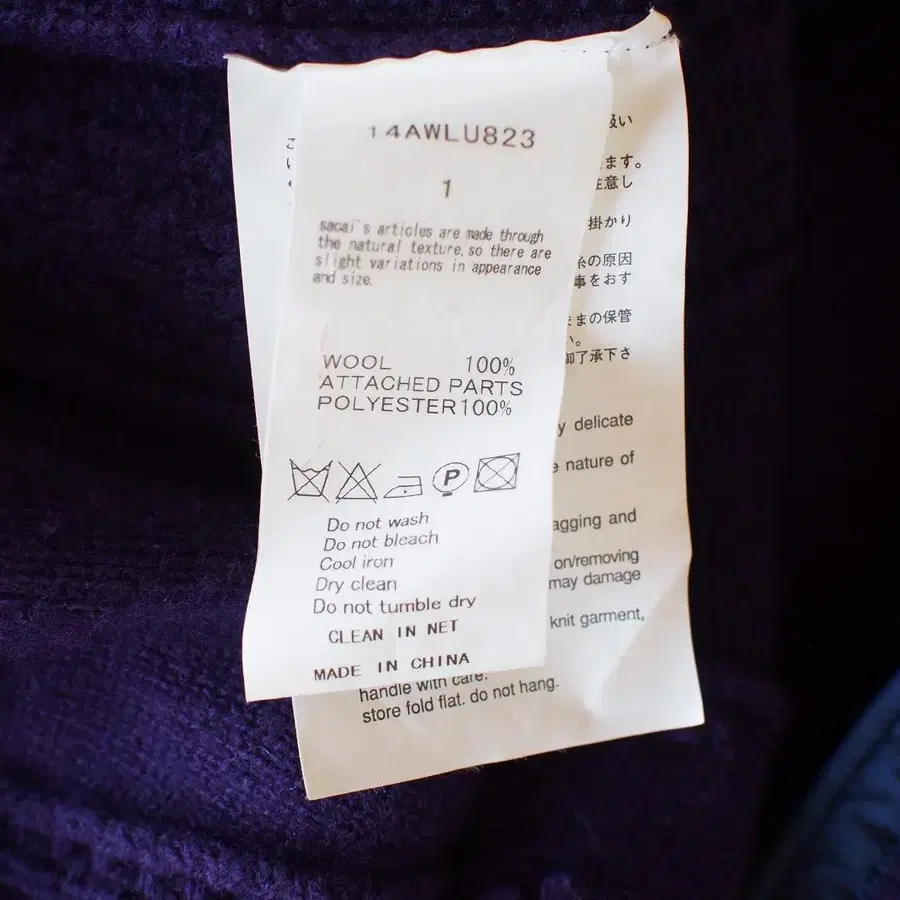 14AWLU823
1
sacai's articles are made through
the natural texture, so there are
slight variations in appearance
and size.
WOOL 100%
ATTACHED PARTS
POLYESTER 100%
P
Do not wash
Do not bleach
Cool iron
Dry clean
Do not tumble dry
CLEAN IN NET
MADE IN CHINA
扱い
ます。
注意し
掛かり
糸の原因
事をおす
ままの保管
い。
御了承下さ
delicate
nature of
and
on/removing
may damage
knit garment,
handle with care.
store fold flat. do not hang.